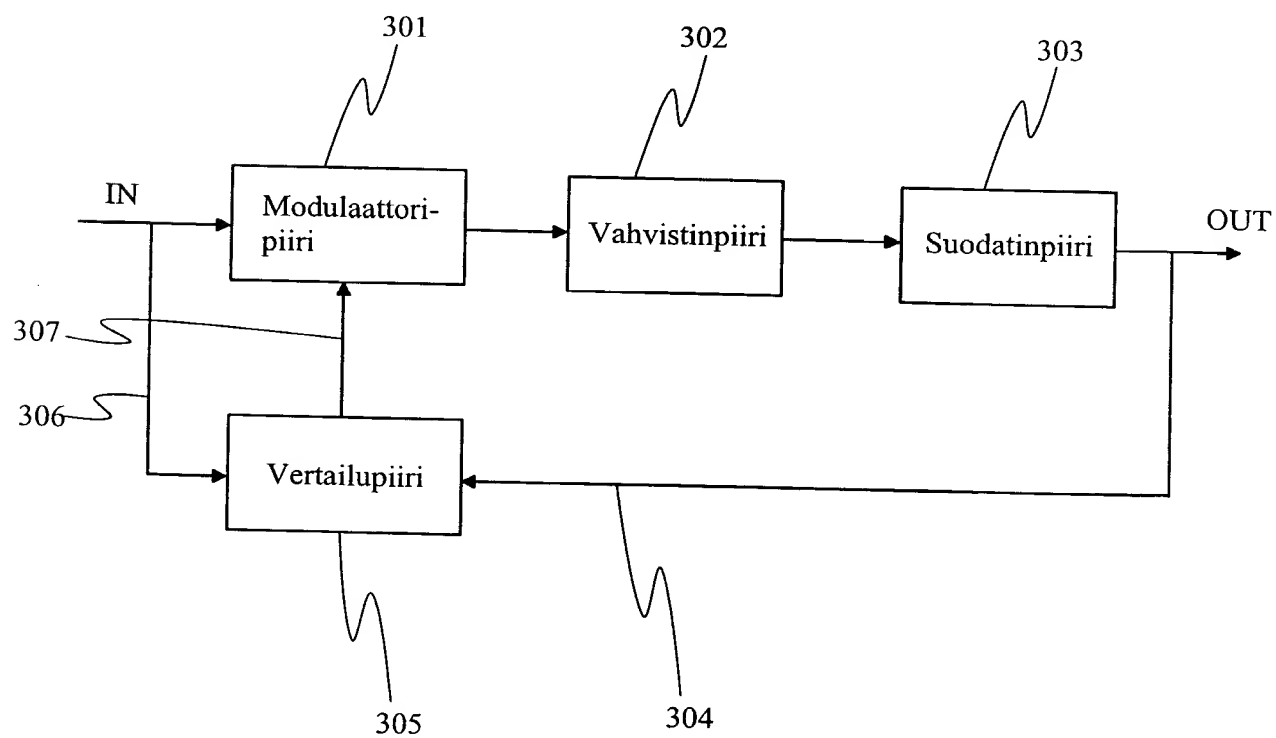 301
302
303
IN
Modulaattori-
piiri
Vahvistinpiiri
Suodatinpiiri
OUT
307
306
Vertailupiiri
305
304